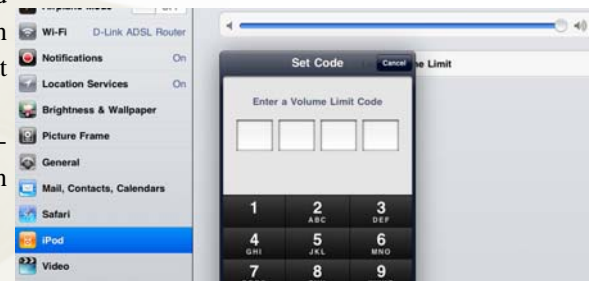 Wi-Fi D-Link ADSL Router
Notifications On
Location Services On
Brightness & Wallpaper
Picture Frame
General
Mail, Contacts, Calendars
Safari
iPod
Video
Set Code Cancel
e Limit
Enter a Volume Limit Code
1 2 3
ABC DEF
4 5 6
GHI JKL MNO
7 8 9